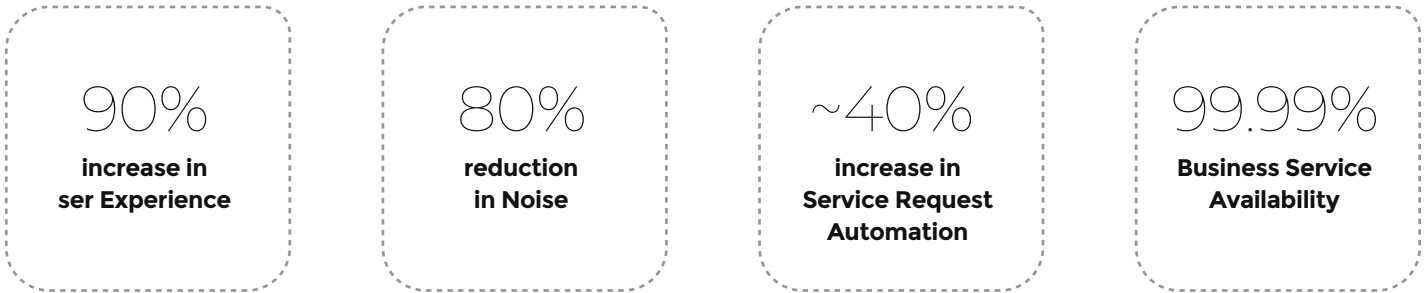 90%
increase in
ser Experience
80%
reduction
in Noise
~40%
increase in
Service Request
Automation
99.99%
Business Service
Availability